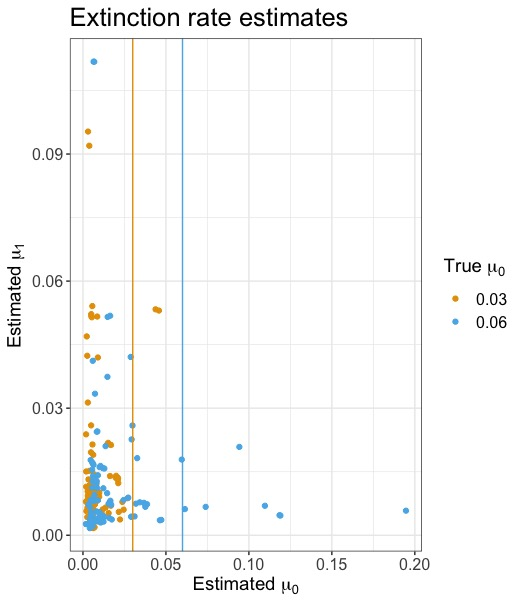 Extinction rate estimates
Estimated μ1
0.09
0.06
0.03
0.00
0.00 0.05 0.10 0.15 0.20
Estimated μ0
True μ0
0.03
0.06